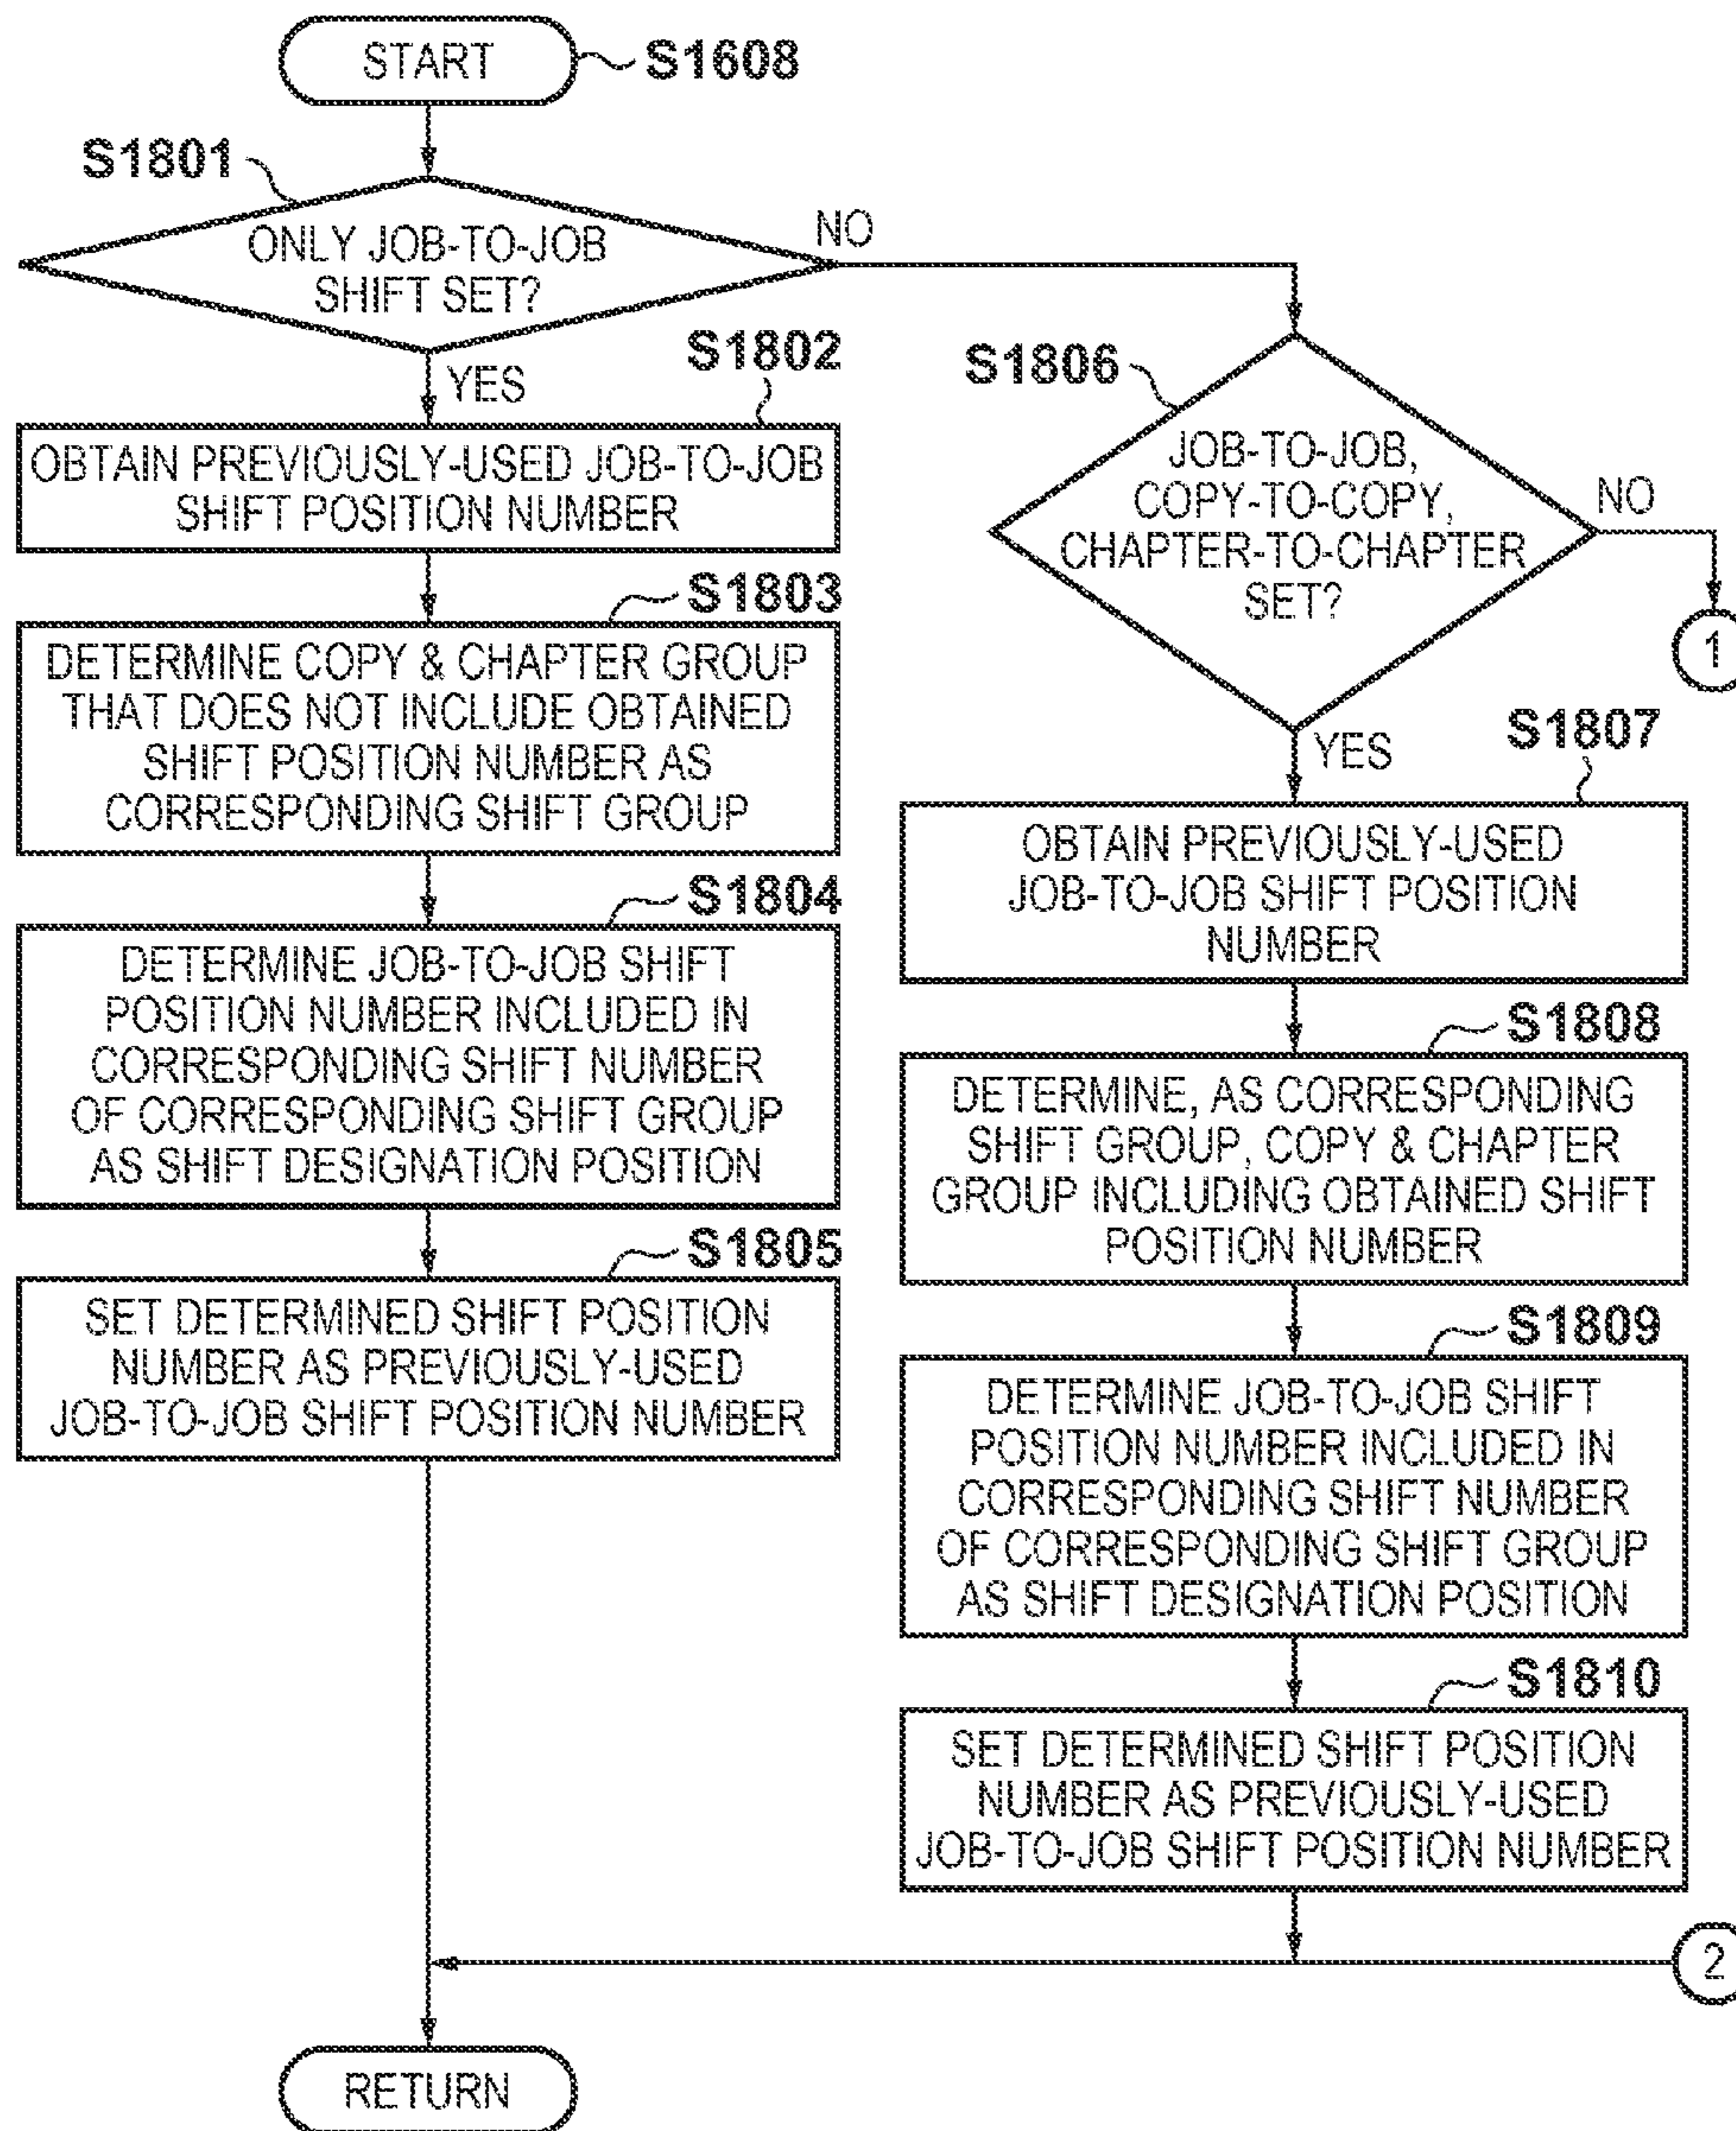 START
S1608
S1801
ONLY JOB-TO-JOB
SHIFT SET?
NO
YES
S1802
OBTAIN PREVIOUSLY-USED JOB-TO-JOB
SHIFT POSITION NUMBER
S1803
DETERMINE COPY & CHAPTER GROUP
THAT DOES NOT INCLUDE OBTAINED
SHIFT POSITION NUMBER AS
CORRESPONDING SHIFT GROUP
S1804
DETERMINE JOB-TO-JOB SHIFT
POSITION NUMBER INCLUDED IN
CORRESPONDING SHIFT NUMBER
OF CORRESPONDING SHIFT GROUP
AS SHIFT DESIGNATION POSITION
S1805
SET DETERMINED SHIFT POSITION
NUMBER AS PREVIOUSLY-USED
JOB-TO-JOB SHIFT POSITION NUMBER
S1806
JOB-TO-JOB,
COPY-TO-COPY,
CHAPTER-TO-CHAPTER
SET?
NO
1
YES
S1807
OBTAIN PREVIOUSLY-USED
JOB-TO-JOB SHIFT POSITION
NUMBER
S1808
DETERMINE, AS CORRESPONDING
SHIFT GROUP, COPY & CHAPTER
GROUP INCLUDING OBTAINED SHIFT
POSITION NUMBER
S1809
DETERMINE JOB-TO-JOB SHIFT
POSITION NUMBER INCLUDED IN
CORRESPONDING SHIFT NUMBER
OF CORRESPONDING SHIFT GROUP
AS SHIFT DESIGNATION POSITION
S1810
SET DETERMINED SHIFT POSITION
NUMBER AS PREVIOUSLY-USED
JOB-TO-JOB SHIFT POSITION NUMBER
2
RETURN